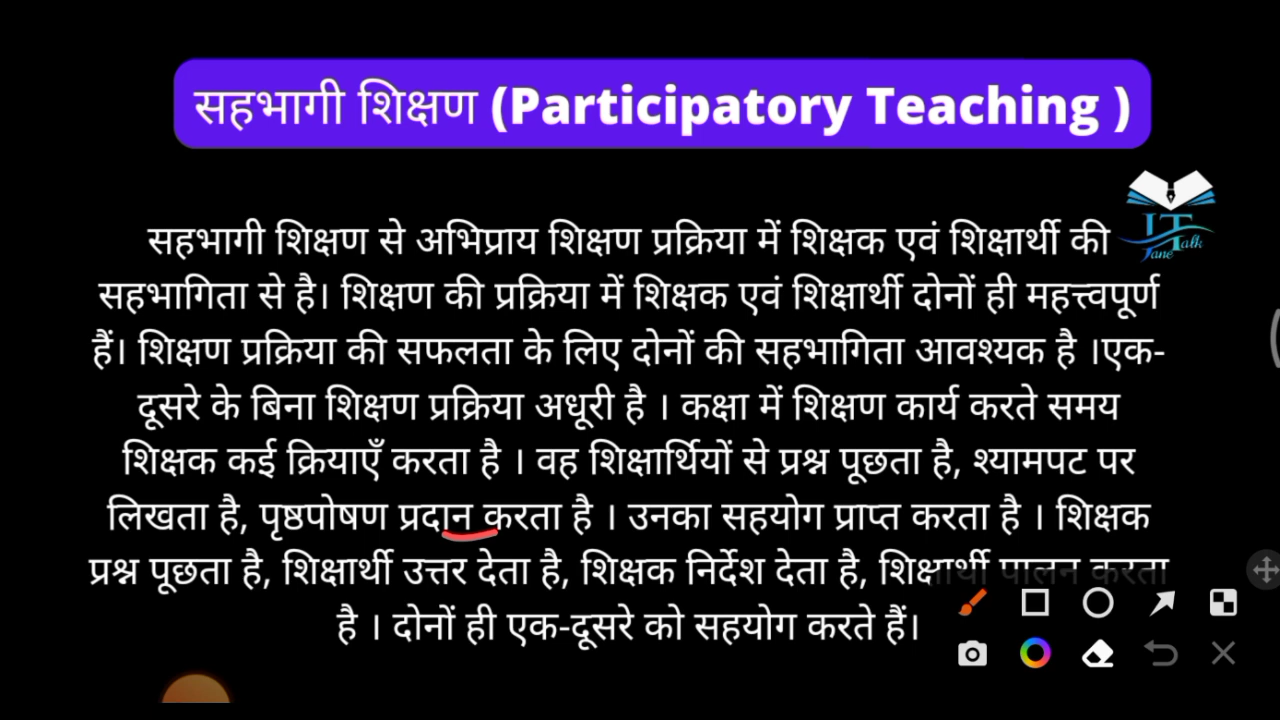 सहभागी शिक्षण (Participatory Teaching )
सहभागी शिक्षण से अभिप्राय शिक्षण प्रक्रिया में शिक्षक एवं शिक्षार्थी की
सहभागिता से है। शिक्षण की प्रक्रिया में शिक्षक एवं शिक्षार्थी दोनों ही महत्त्वपूर्ण
हैं। शिक्षण प्रक्रिया की सफलता के लिए दोनों की सहभागिता आवश्यक है ।एक-
दूसरे के बिना शिक्षण प्रक्रिया अधूरी है । कक्षा में शिक्षण कार्य करते समय
शिक्षक कई क्रियाएँ करता है । वह शिक्षार्थियों से प्रश्न पूछता है, श्यामपट पर
लिखता है, पृष्ठपोषण प्रदान करता है । उनका सहयोग प्राप्त करता है । शिक्षक
प्रश्न पूछता है, शिक्षार्थी उत्तर देता है, शिक्षक निर्देश देता है, शिक्षार्थी पालन करता
है । दोनों ही एक-दूसरे को सहयोग करते हैं।
JT
Jane Talk